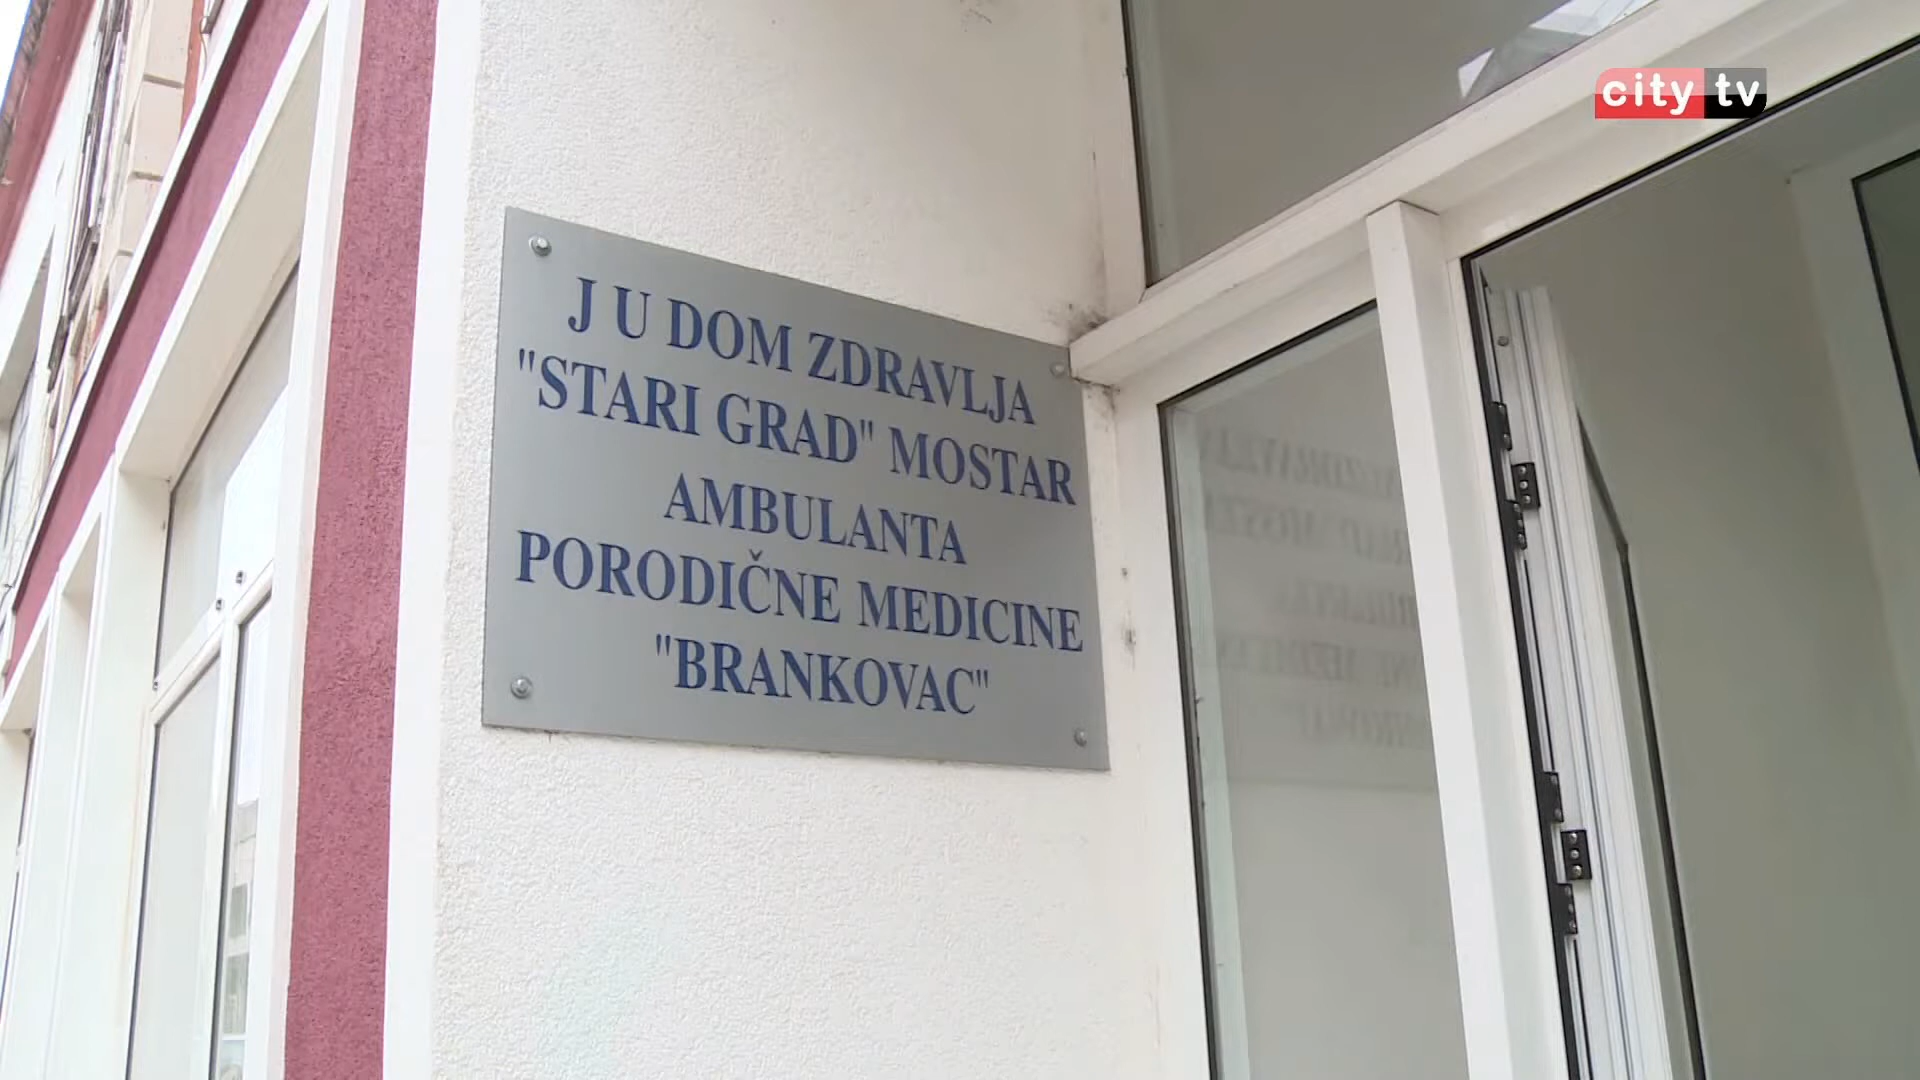 city tv
J U DOM ZDRAVLJA
"STARI GRAD" MOSTAR
AMBULANTA
PORODIČNE MEDICINE
"BRANKOVAC"